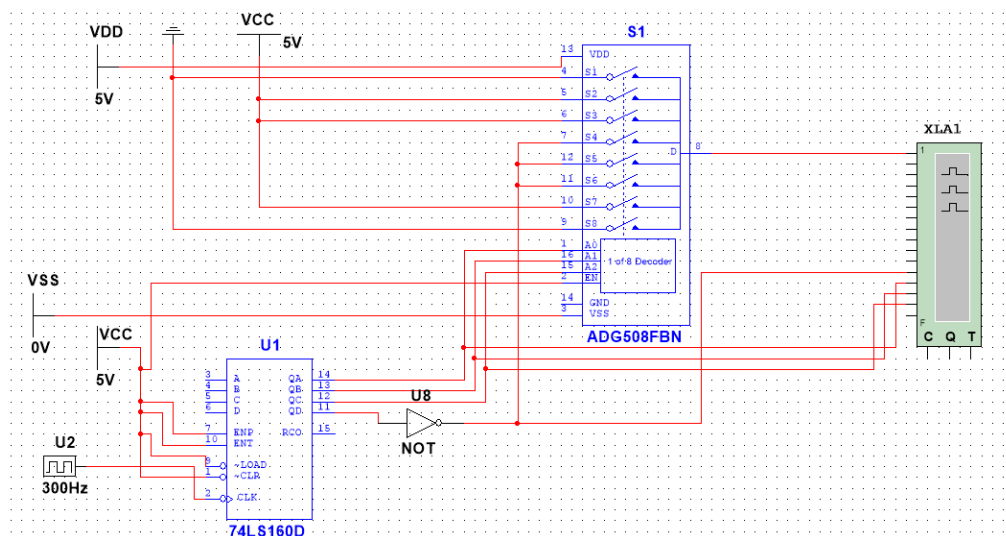 VDD
5V
VCC
5V
S1
13 VDD
4 S1
5 S2
6 S3
7 S4
12 S5
11 S6
10 S7
9 S8
D 8
1 A0
16 A1
15 A2
2 EN
1 of 8 Decoder
14 GND
3 VSS
ADG508FBN
XLA1
1
F
C Q T
VSS
0V
VCC
5V
U1
3 A QA 14
4 B QB 13
5 C QC 12
6 D QD 11
7 ENP RCO 15
10 ENT
9 ~LOAD
1 ~CLR
2 CLK
74LS160D
U8
NOT
U2
300Hz